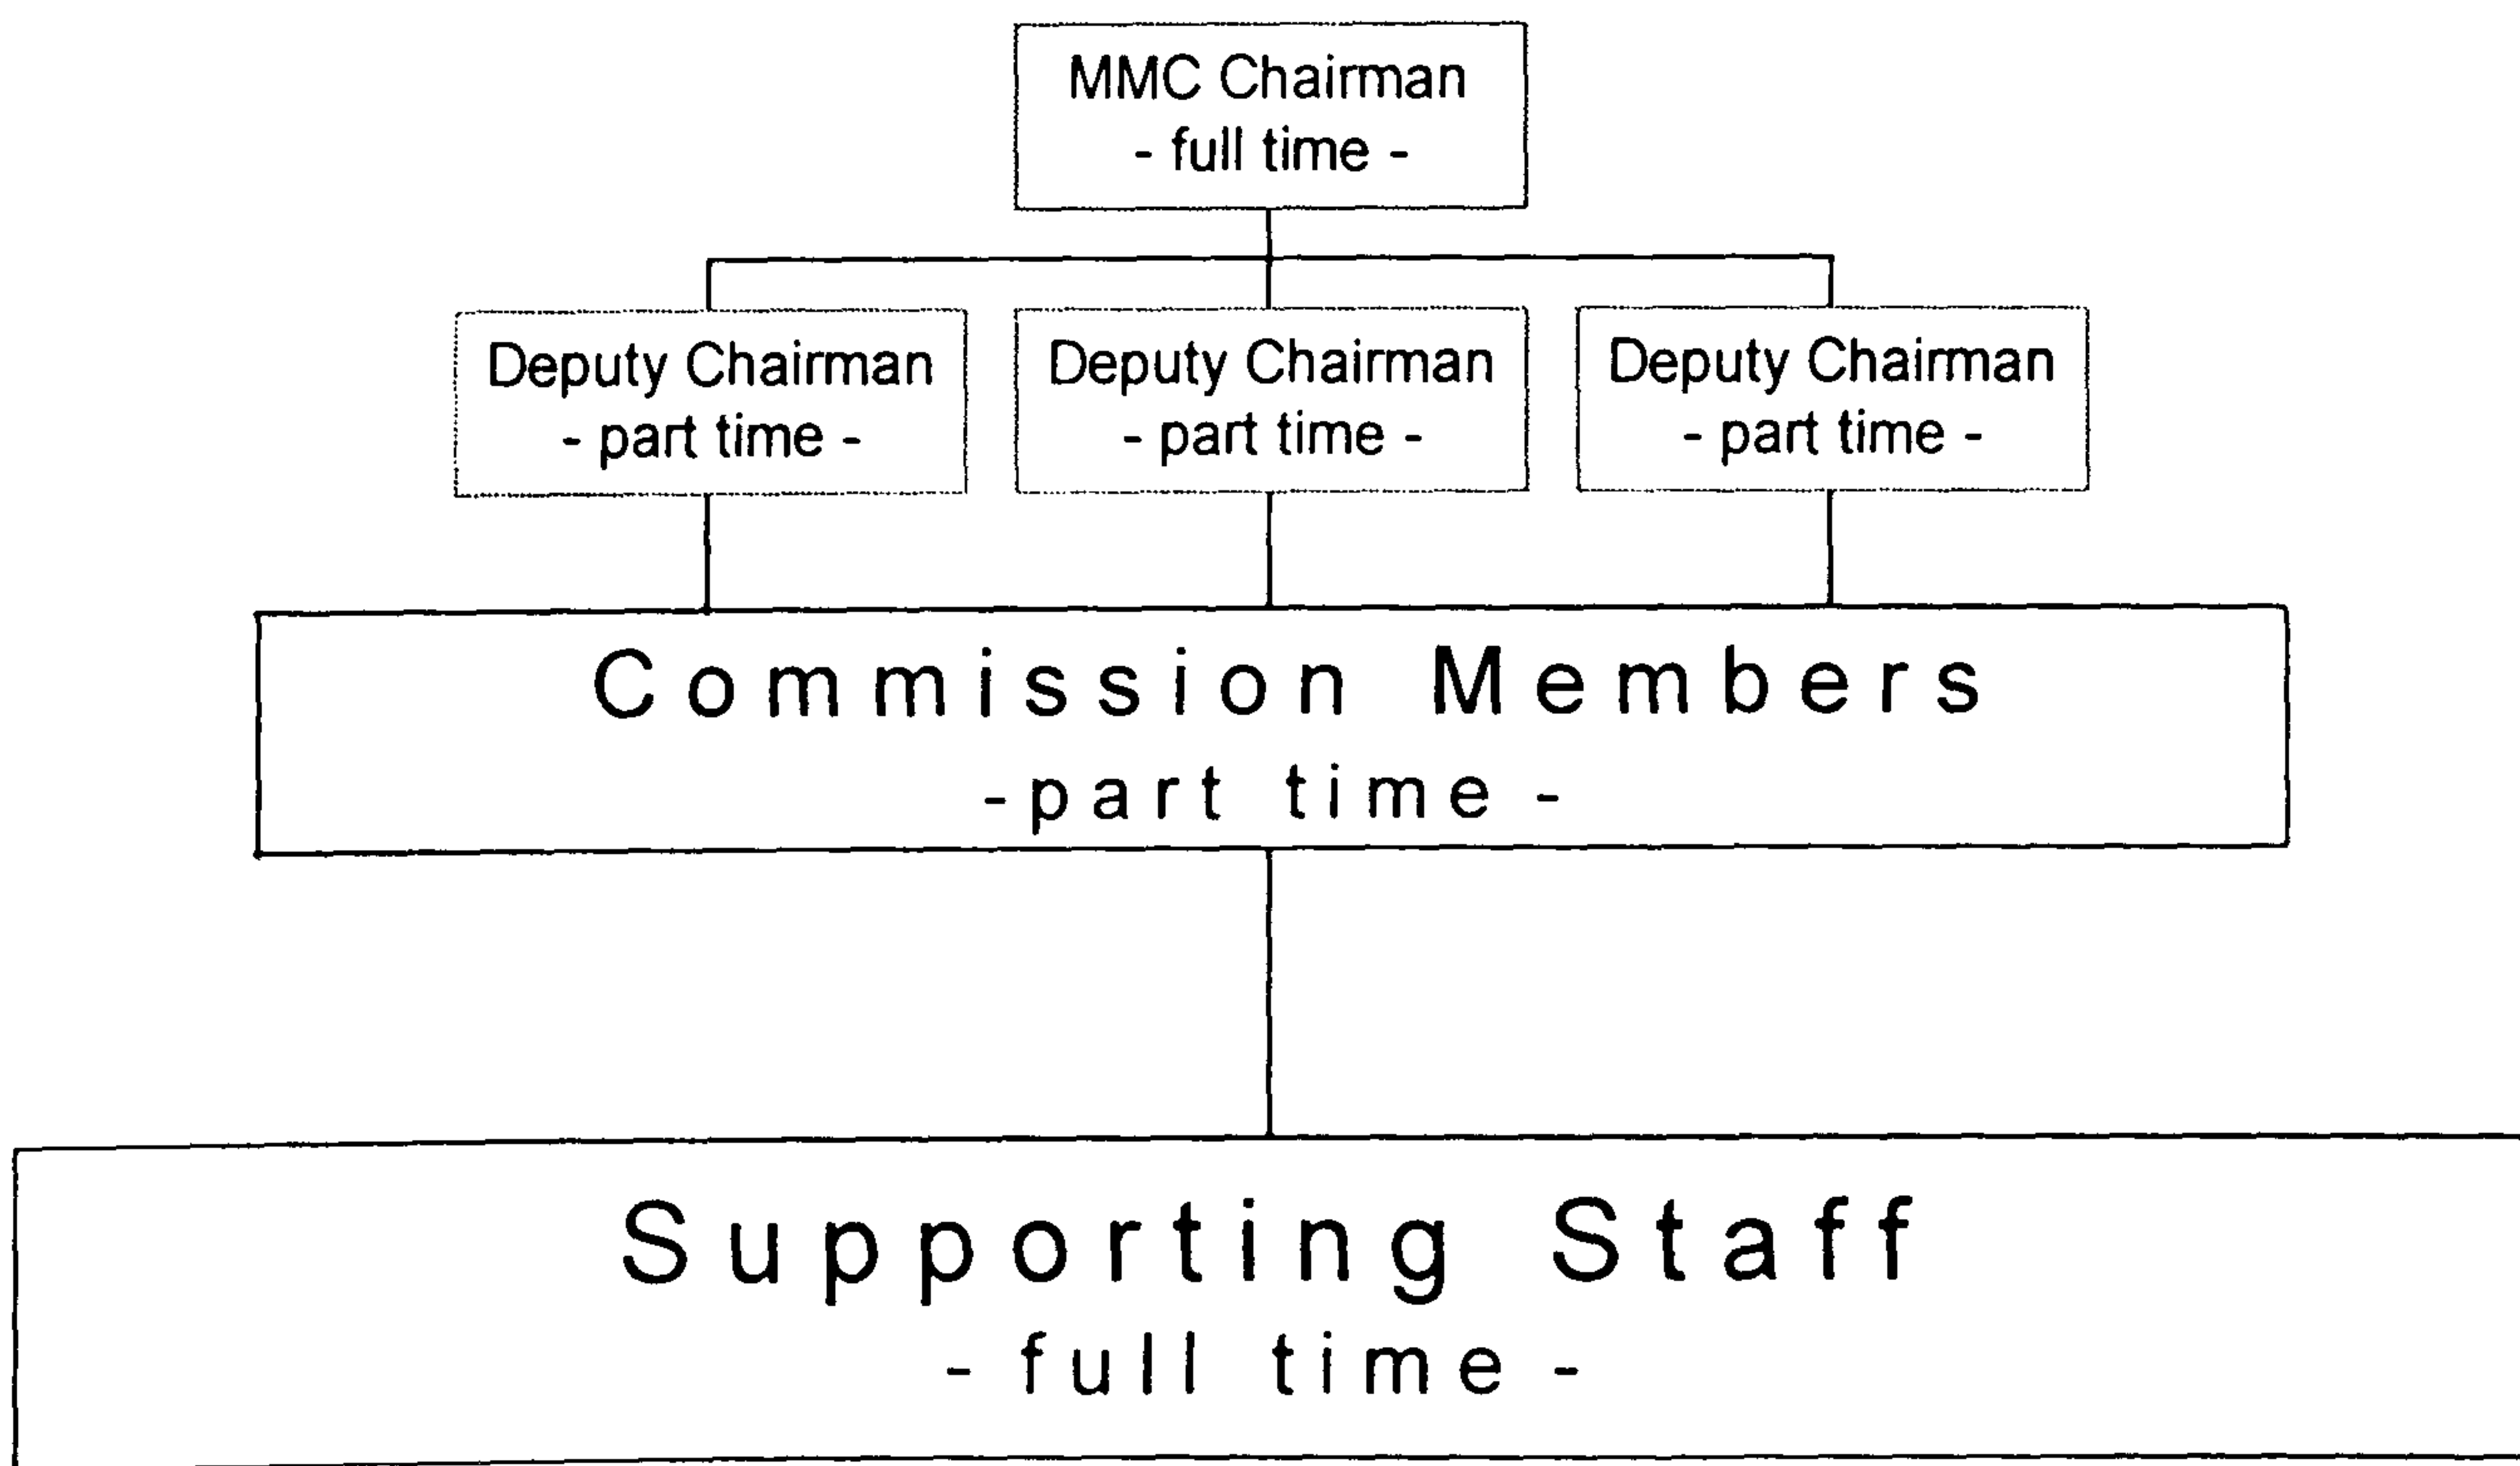 MMC Chairman
- full time -
Deputy Chairman
- part time -
Deputy Chairman
- part time -
Deputy Chairman
- part time -
Commission Members
-part time -
Supporting Staff
- full time -